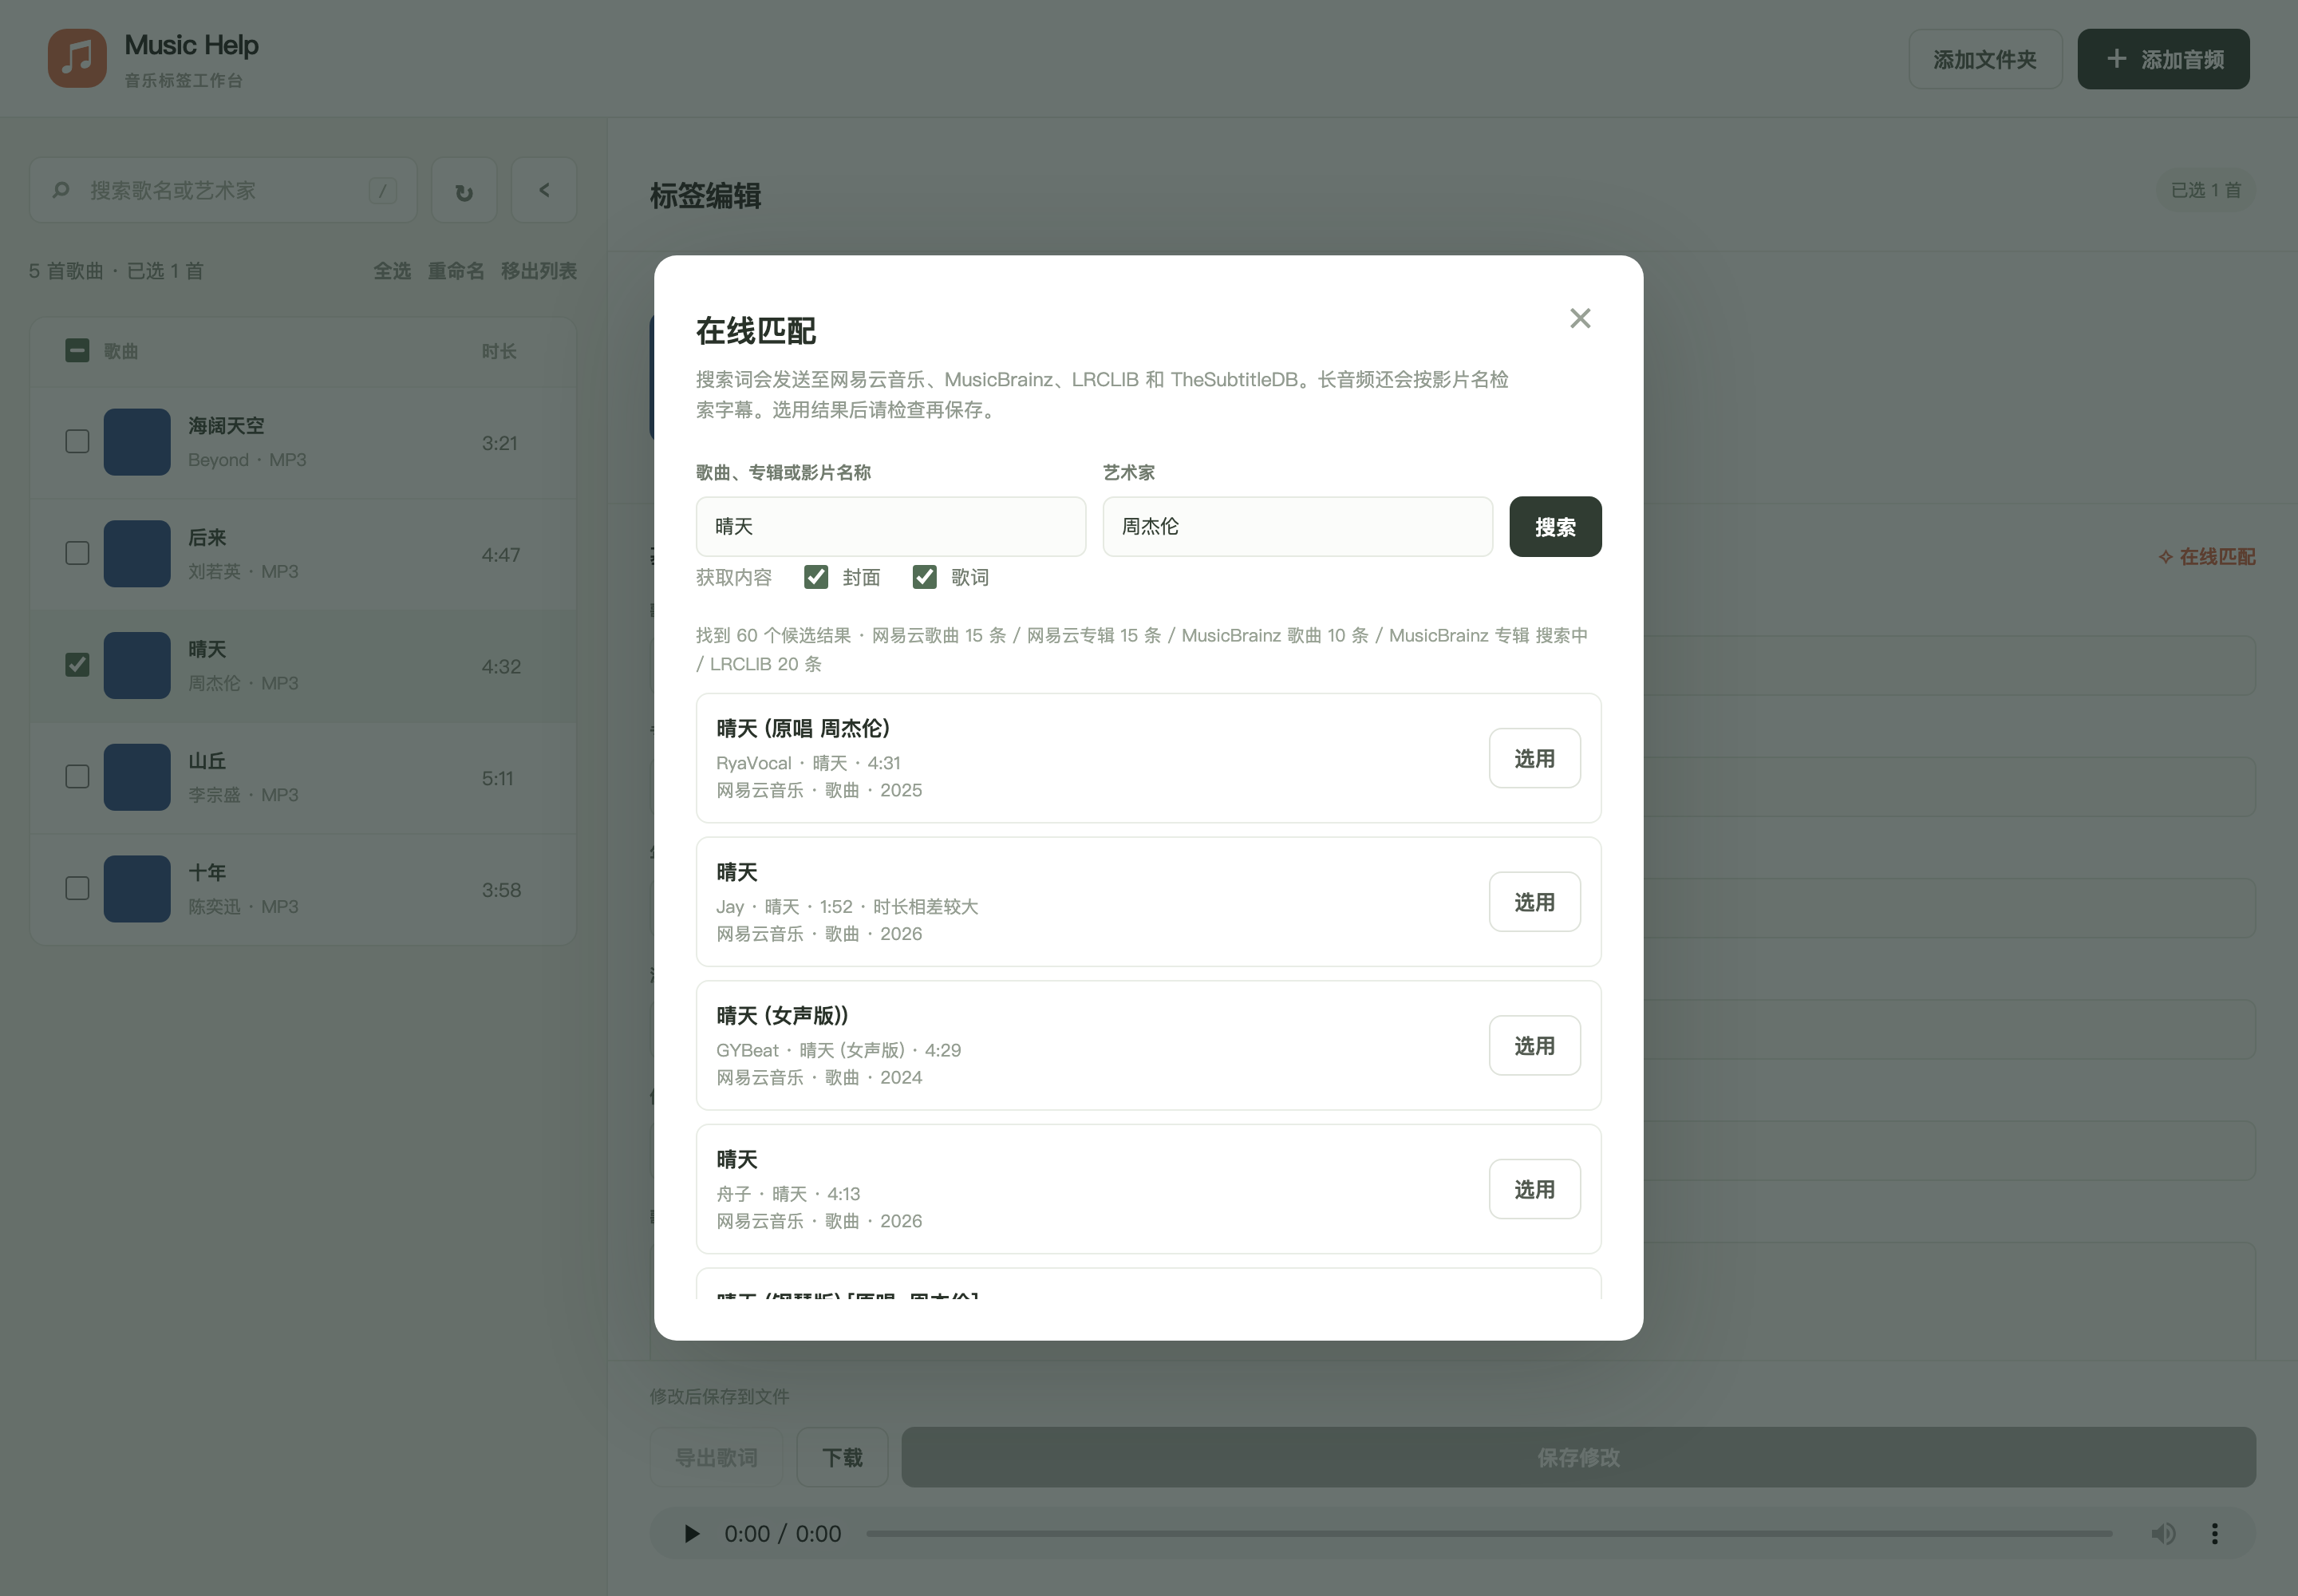 Music Help
音乐标签工作台
添加文件夹
+ 添加音频
搜索歌名或艺术家 /
5 首歌曲 · 已选 1 首 全选 重命名 移出列表
歌曲 时长
海阔天空
Beyond · MP3
3:21
后来
刘若英 · MP3
4:47
晴天
周杰伦 · MP3
4:32
山丘
李宗盛 · MP3
5:11
十年
陈奕迅 · MP3
3:58
标签编辑
已选 1 首
在线匹配
在线匹配
搜索词会发送至网易云音乐、MusicBrainz、LRCLIB 和 TheSubtitleDB。长音频还会按影片名检
索字幕。选用结果后请检查再保存。
歌曲、专辑或影片名称 艺术家
晴天 周杰伦 搜索
获取内容 封面 歌词
找到 60 个候选结果 · 网易云歌曲 15 条 / 网易云专辑 15 条 / MusicBrainz 歌曲 10 条 / MusicBrainz 专辑 搜索中
/ LRCLIB 20 条
晴天 (原唱 周杰伦)
RyaVocal · 晴天 · 4:31
网易云音乐 · 歌曲 · 2025
选用
晴天
Jay · 晴天 · 1:52 · 时长相差较大
网易云音乐 · 歌曲 · 2026
选用
晴天 (女声版))
GYBeat · 晴天 (女声版) · 4:29
网易云音乐 · 歌曲 · 2024
选用
晴天
舟子 · 晴天 · 4:13
网易云音乐 · 歌曲 · 2026
选用
晴天 (钢琴版) [原唱 周杰伦]
修改后保存到文件
导出歌词 下载 保存修改
0:00 / 0:00